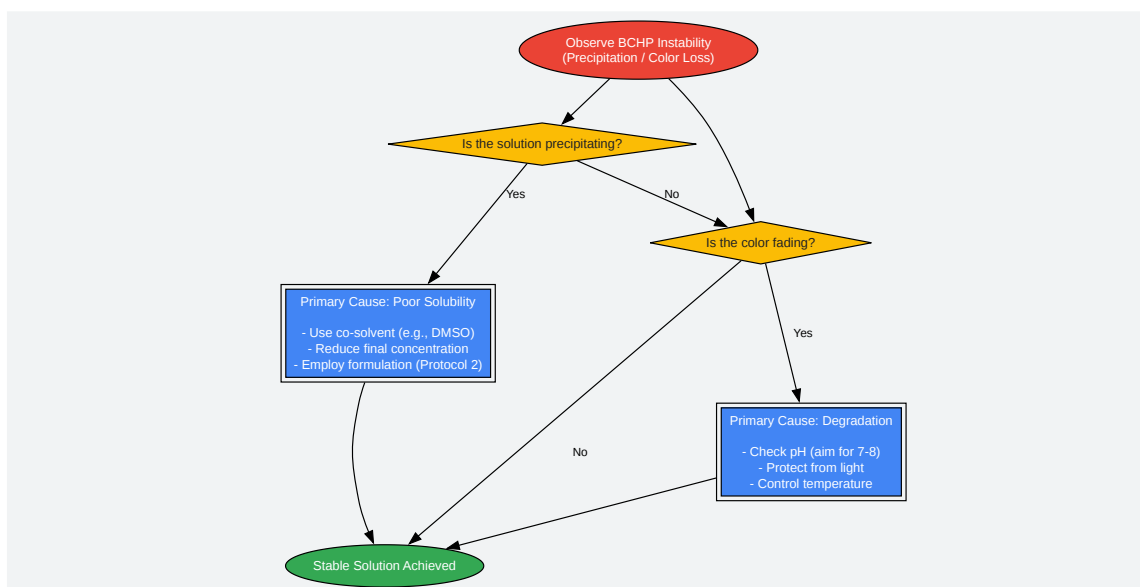 Observe BCHP Instability
(Precipitation / Color Loss)
Is the solution precipitating?
Yes
No
Is the color fading?
Primary Cause: Poor Solubility
- Use co-solvent (e.g., DMSO)
- Reduce final concentration
- Employ formulation (Protocol 2)
Yes
Primary Cause: Degradation
- Check pH (aim for 7-8)
- Protect from light
- Control temperature
No
Stable Solution Achieved